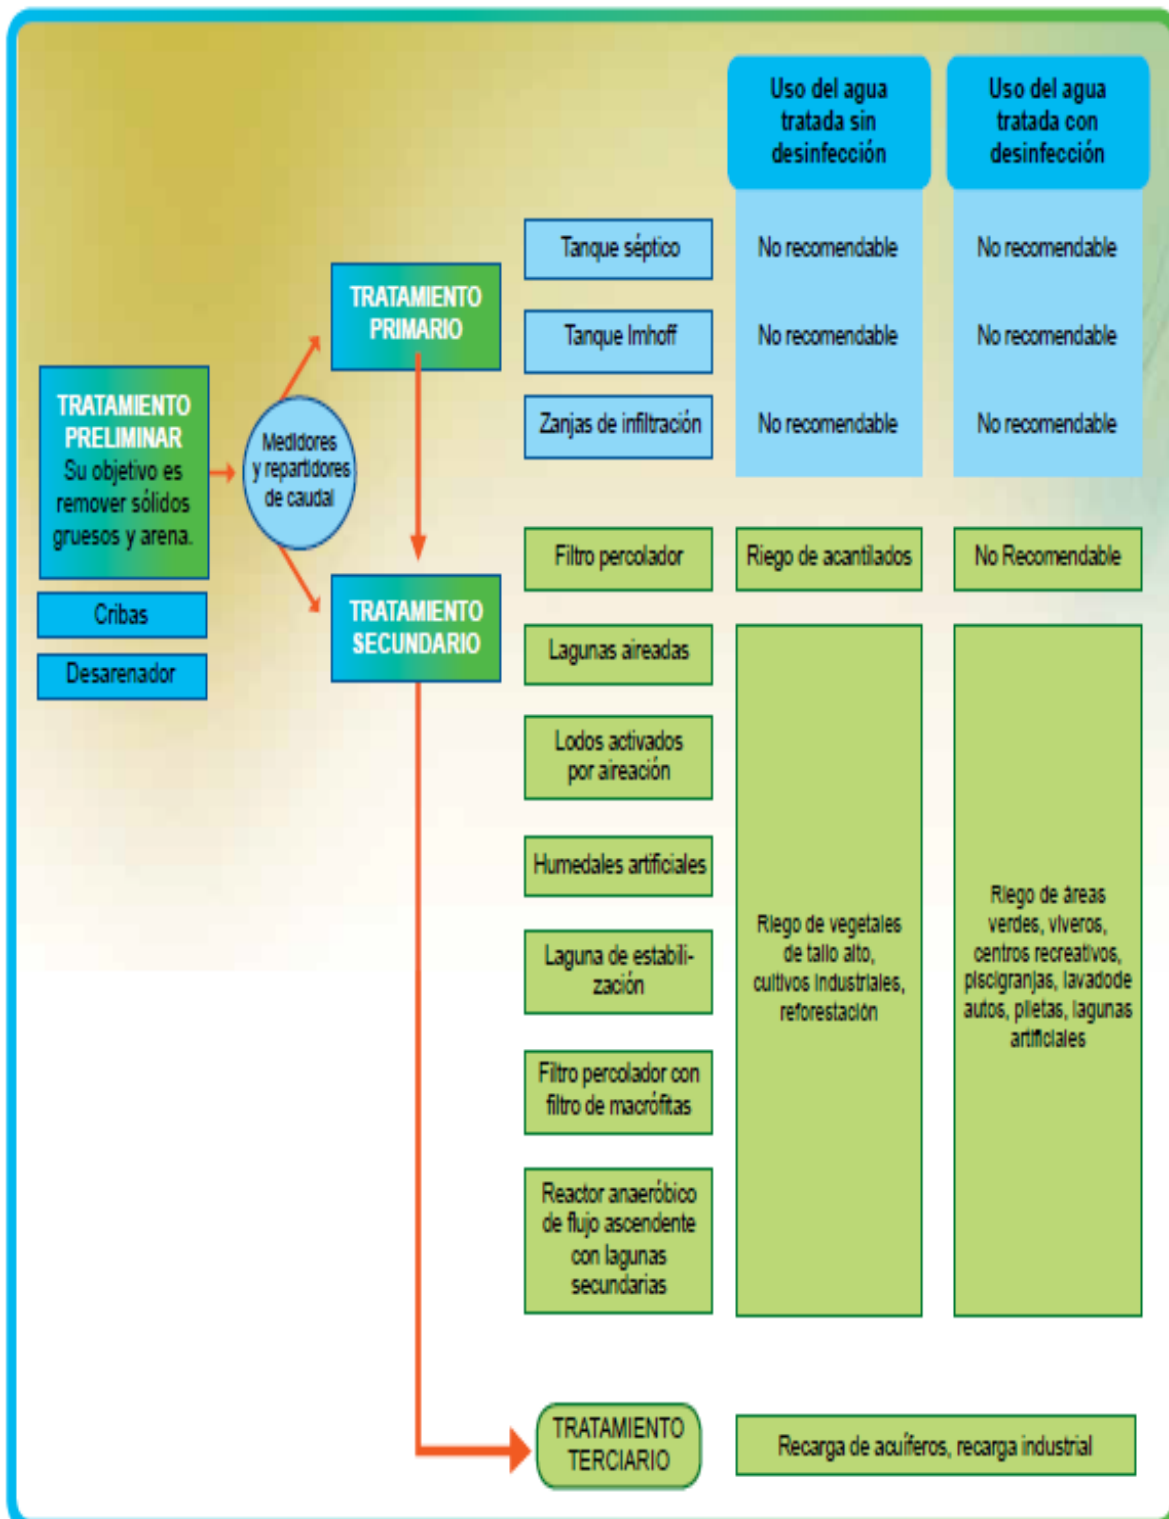 Uso del agua
tratada sin
desinfección
Uso del agua
tratada con
desinfección
Tanque séptico
No recomendable
No recomendable
TRATAMIENTO
PRIMARIO
Tanque Imhoff
No recomendable
No recomendable
Zanjas de infiltración
No recomendable
No recomendable
TRATAMIENTO
PRELIMINAR
Su objetivo es
remover sólidos
gruesos y arena.
Medidores
y repartidores
de caudal
Cribas
Desarenador
Filtro percolador
Riego de acantilados
No Recomendable
TRATAMIENTO
SECUNDARIO
Lagunas aireadas
Lodos activados
por aireación
Humedales artificiales
Laguna de estabili-
zación
Filtro percolador con
filtro de macrófitas
Reactor anaeróbico
de flujo ascendente
con lagunas
secundarias
Riego de vegetales
de tallo alto,
cultivos industriales,
reforestación
Riego de áreas
verdes, viveros,
centros recreativos,
piscigranjas, lavadode
autos, piletas, lagunas
artificiales
TRATAMIENTO
TERCIARIO
Recarga de acuíferos, recarga industrial